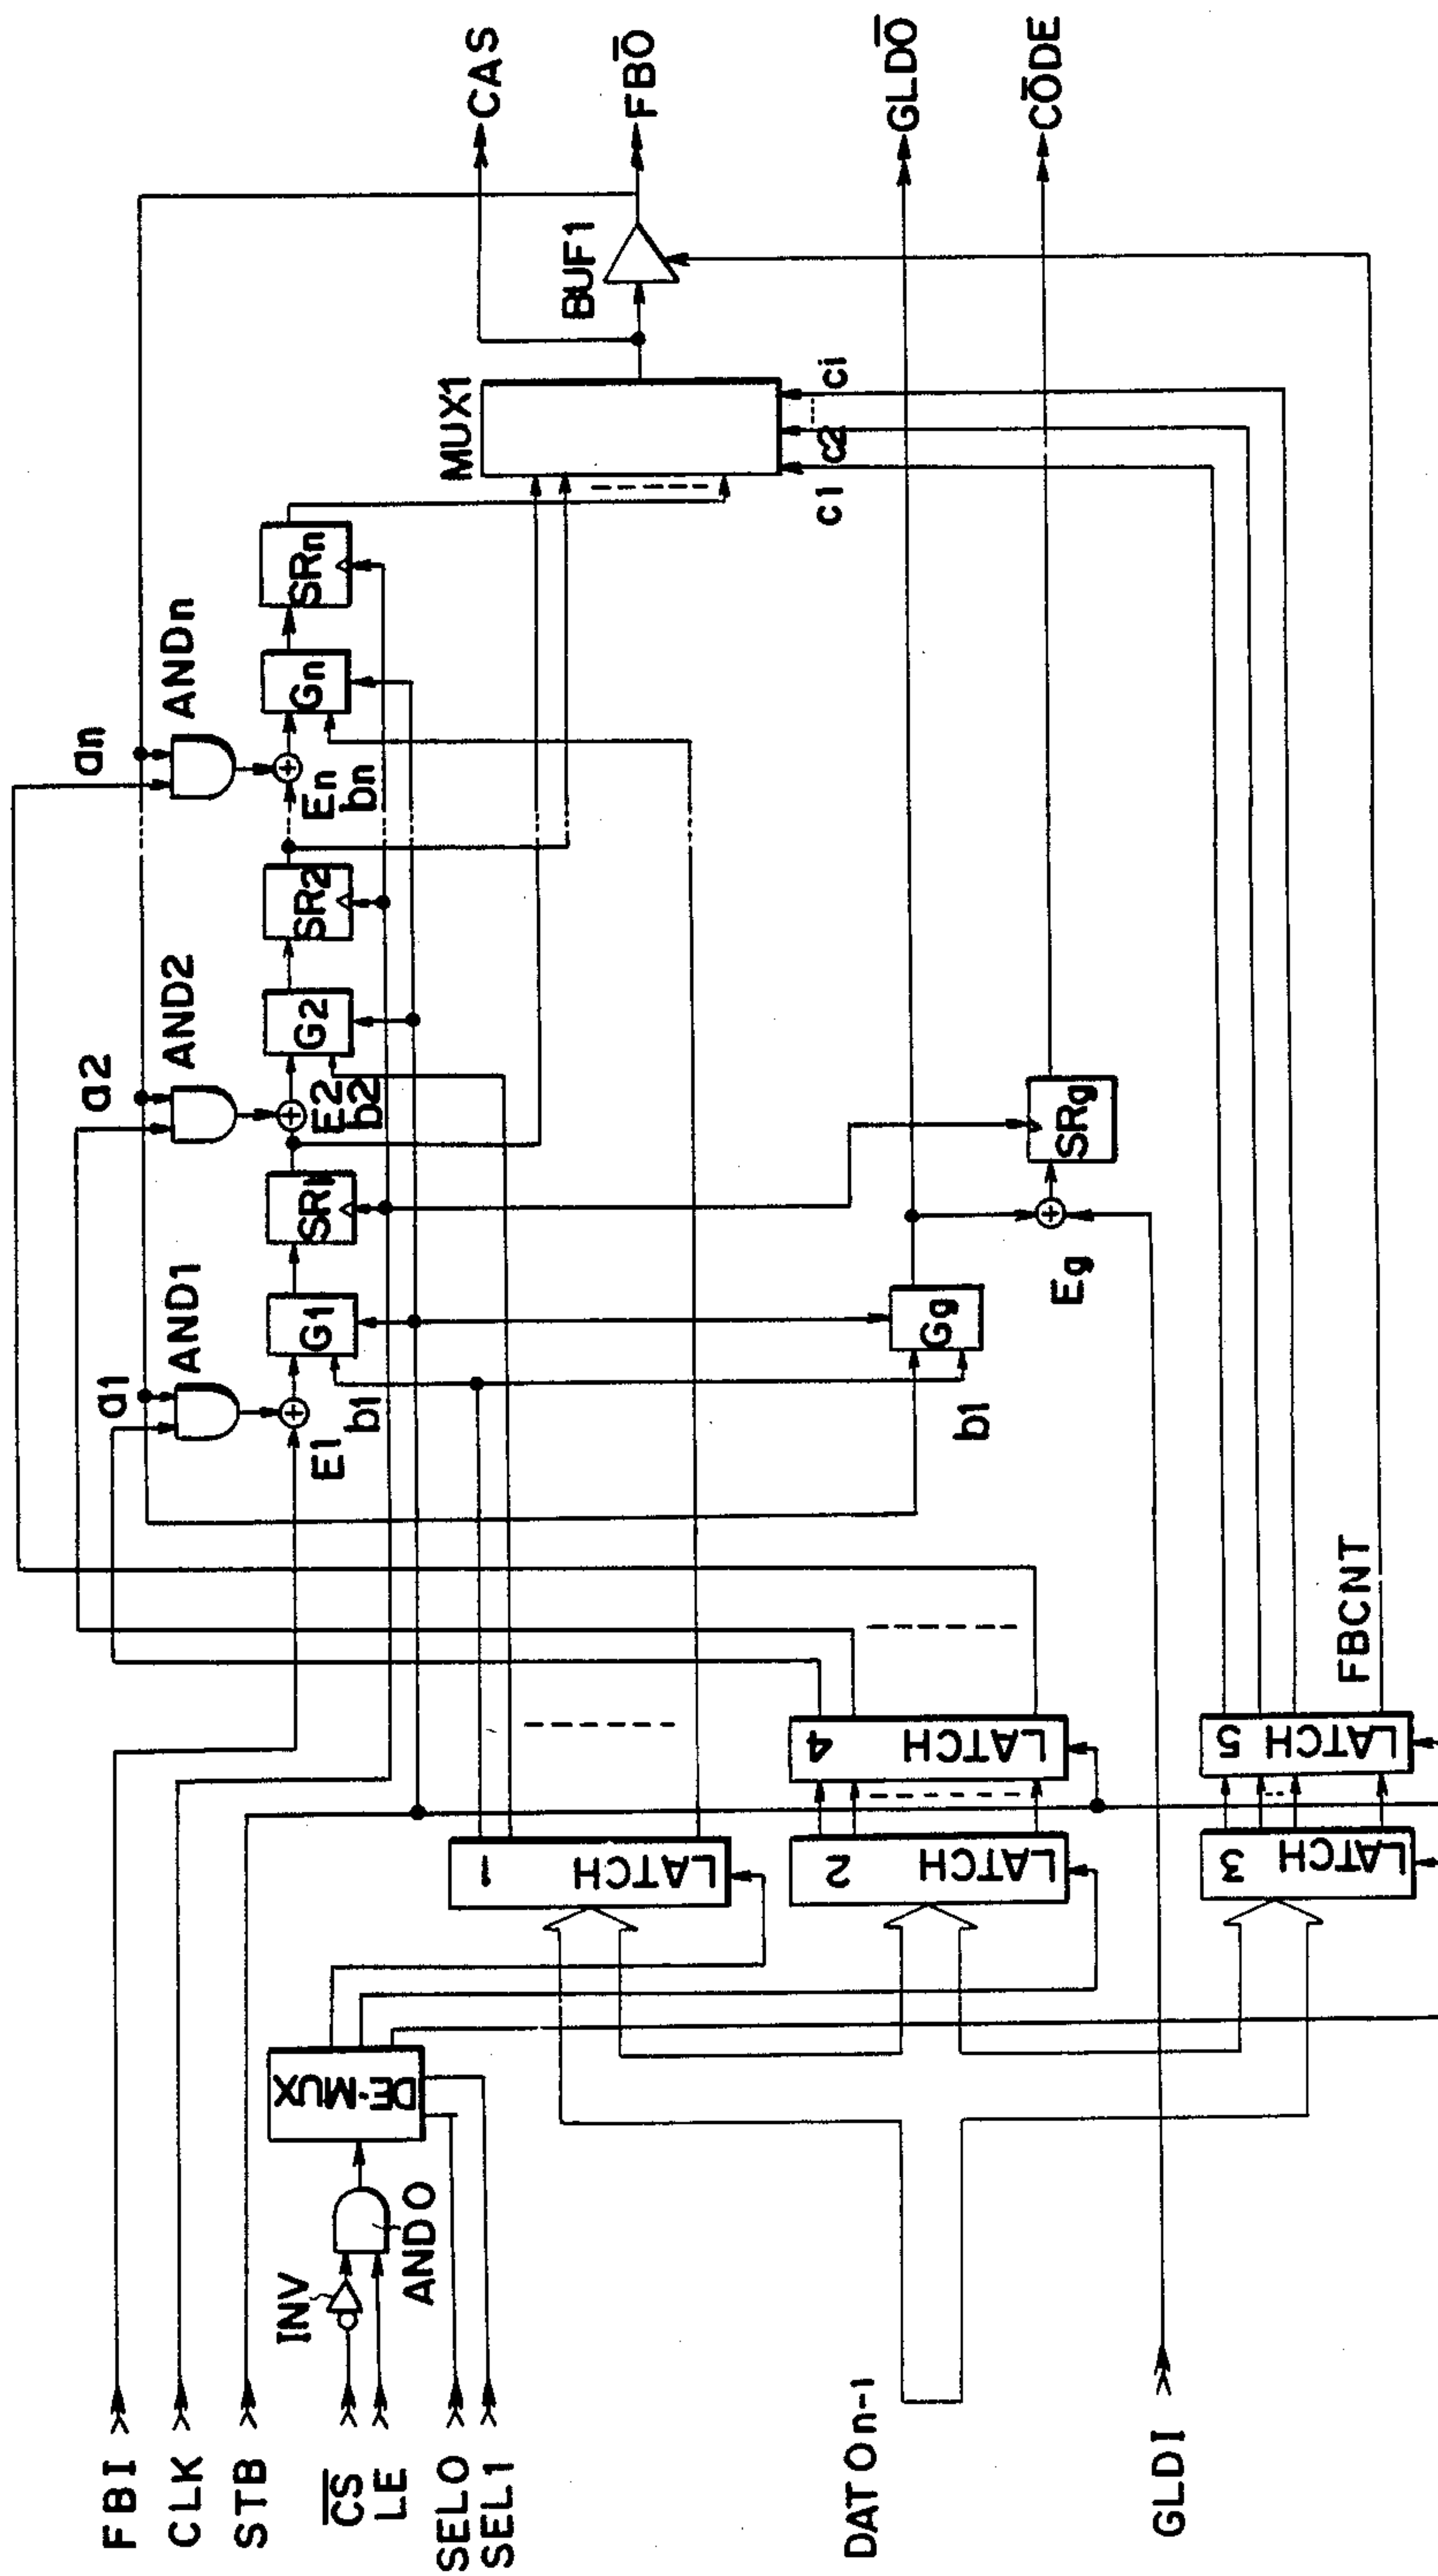 FBI
CLK
STB
C̅S̅
LE
SEL0
SEL1
DAT0n-1
GLDI
INV
AND0
DE-MUX
LATCH 1
LATCH 2
LATCH 3
LATCH 4
LATCH 5
FBCNT
a1
AND1
E1
b1
G1
SR1
a2
AND2
E2
b2
G2
SR2
an
ANDn
En
bn
Gn
SRn
b1
Gg
Eg
SRg
MUX1
c1
c2
ci
BUF1
CAS
FBO̅
GLDO̅
CO̅DE